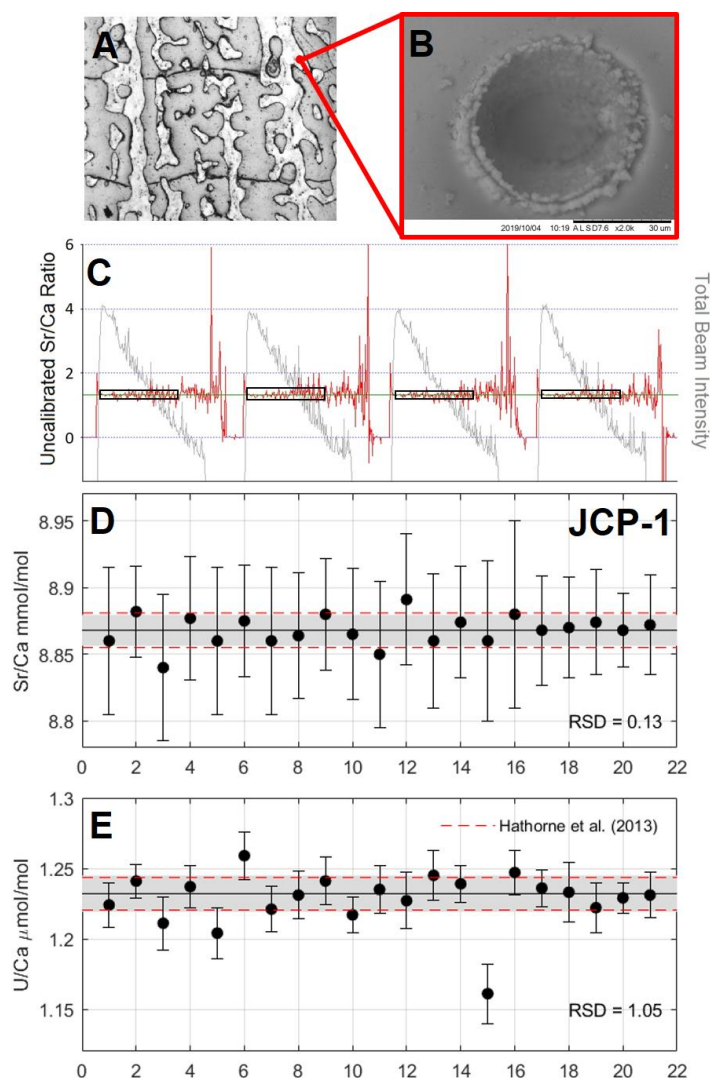 A
B
2019/10/04 10:19 A L S D7.6 x2.0k 30 um
C
Uncalibrated Sr/Ca Ratio
6
4
2
0
Total Beam Intensity
D
JCP-1
Sr/Ca mmol/mol
8.95
8.9
8.85
8.8
RSD = 0.13
0 2 4 6 8 10 12 14 16 18 20 22
E
Hathorne et al. (2013)
U/Ca μmol/mol
1.3
1.25
1.2
1.15
RSD = 1.05
0 2 4 6 8 10 12 14 16 18 20 22